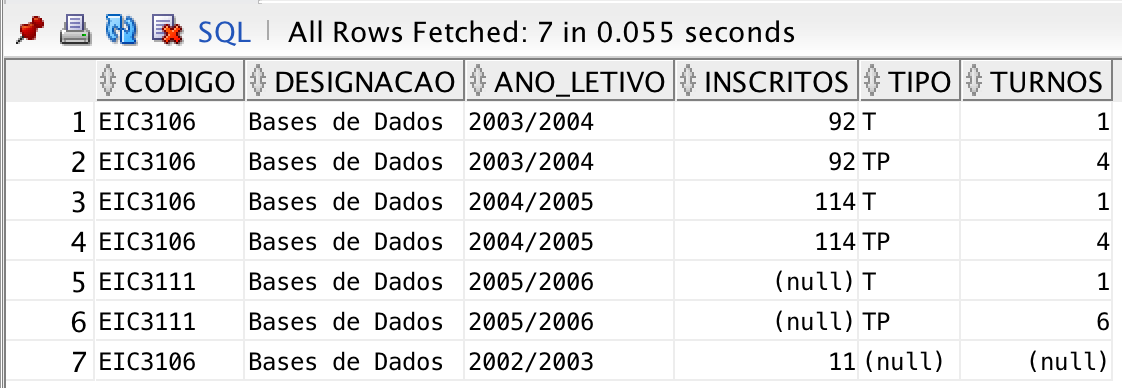 SQL | All Rows Fetched: 7 in 0.055 seconds
CODIGO DESIGNACAO ANO_LETIVO INSCRITOS TIPO TURNOS
1 EIC3106 Bases de Dados 2003/2004 92 T 1
2 EIC3106 Bases de Dados 2003/2004 92 TP 4
3 EIC3106 Bases de Dados 2004/2005 114 T 1
4 EIC3106 Bases de Dados 2004/2005 114 TP 4
5 EIC3111 Bases de Dados 2005/2006 (null) T 1
6 EIC3111 Bases de Dados 2005/2006 (null) TP 6
7 EIC3106 Bases de Dados 2002/2003 11 (null) (null)